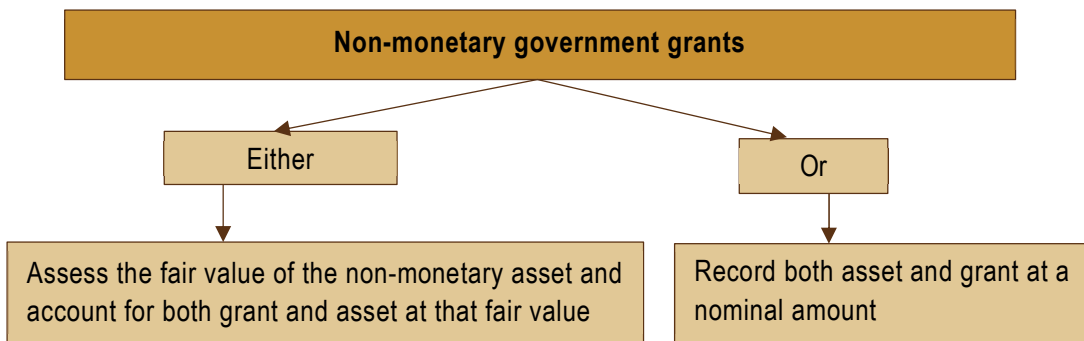 Non-monetary government grants
Either
Or
Assess the fair value of the non-monetary asset and
account for both grant and asset at that fair value
Record both asset and grant at a
nominal amount